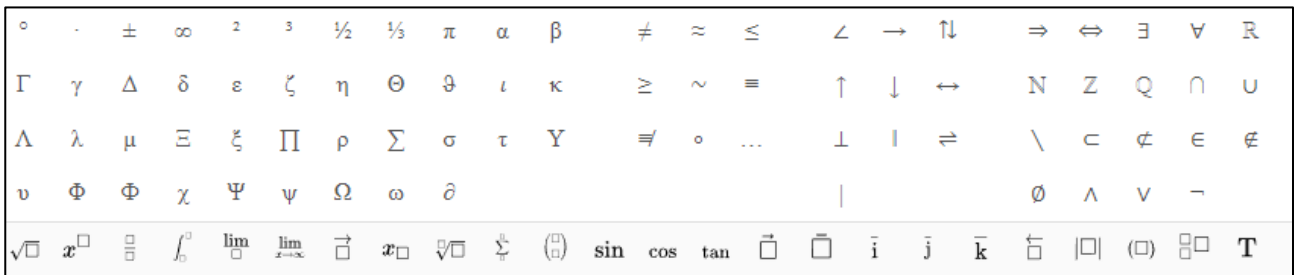 ° · ± ∞ ² ³ ½ ⅓ π α β ≠ ≈ ≤ ∠ → ⇅ ⇒ ⇔ ∃ ∀ ℝ
Γ γ Δ δ ε ζ η Θ ϑ ι κ ≥ ~ ≡ ↑ ↓ ↔ ℕ ℤ ℚ ∩ ∪
Λ λ μ Ξ ξ ∏ ρ ∑ σ τ Υ ≢ ∘ … ⊥ ∥ ⇌ \ ⊂ ⊄ ∈ ∉
υ Φ Φ χ Ψ ψ Ω ω ∂ | ∅ ∧ ∨ ¬
√□ x^□ □/□ ∫ lim□ lim x→∞ □⃗ x□ □√□ ∑ (□ □) sin cos tan □⃗ □̄ ī j̄ k̄ □⃖ |□| (□) □□□ T